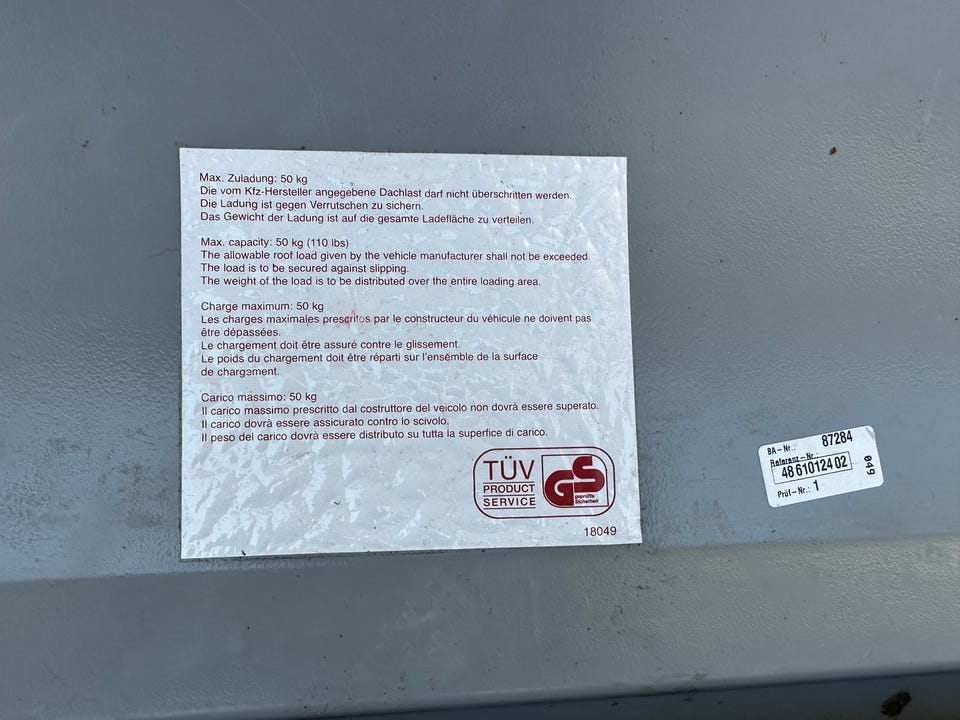 Max. Zuladung: 50 kg
Die vom Kfz-Hersteller angegebene Dachlast darf nicht überschritten werden.
Die Ladung ist gegen Verrutschen zu sichern.
Das Gewicht der Ladung ist auf die gesamte Ladefläche zu verteilen.
Max. capacity: 50 kg (110 lbs)
The allowable roof load given by the vehicle manufacturer shall not be exceeded.
The load is to be secured against slipping.
The weight of the load is to be distributed over the entire loading area.
Charge maximum: 50 kg
Les charges maximales prescrites par le constructeur du véhicule ne doivent pas
être dépassées.
Le chargement doit être assuré contre le glissement.
Le poids du chargement doit être réparti sur l'ensemble de la surface
de chargement.
Carico massimo: 50 kg
Il carico massimo prescritto dal costruttore del veicolo non dovrà essere superato.
Il carico dovrà essere assicurato contro lo scivolo.
Il peso del carico dovrà essere distributo su tutta la superfice di carico.
TÜV
PRODUCT
SERVICE
GS
geprüfte
Sicherheit
18049
BA-Nr.: 87284
Referenz-Nr.:
48 61012402
Prüf-Nr.: 1
049